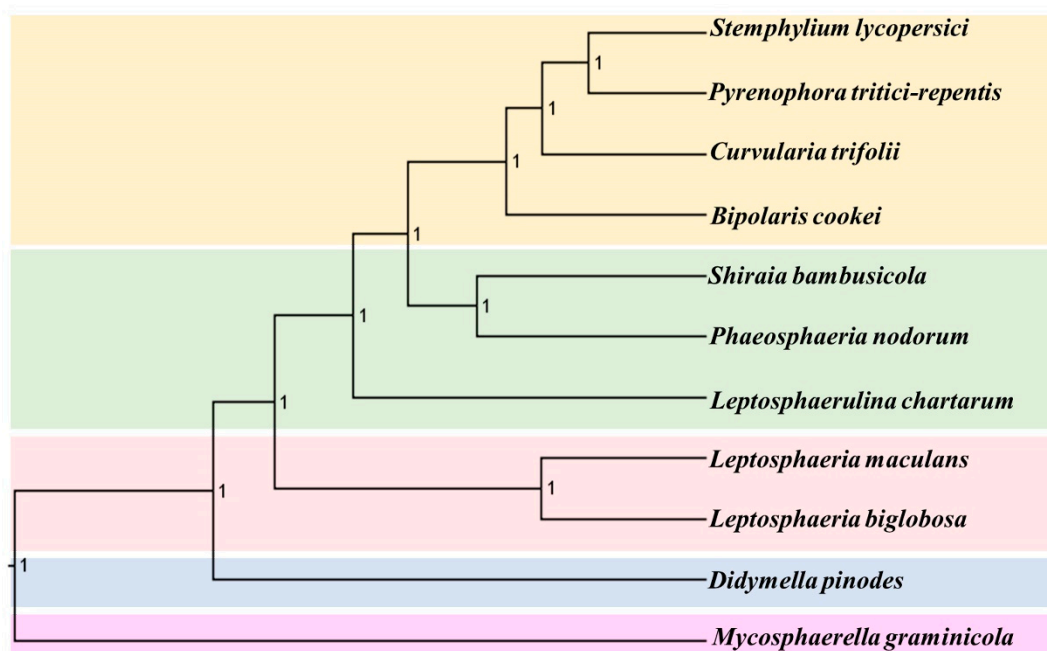 Stemphylium lycopersici
1
Pyrenophora tritici-repentis
1
Curvularia trifolii
1
Bipolaris cookei
1
Shiraia bambusicola
1
Phaeosphaeria nodorum
1
Leptosphaerulina chartarum
1
Leptosphaeria maculans
1
Leptosphaeria biglobosa
1
Didymella pinodes
1
Mycosphaerella graminicola